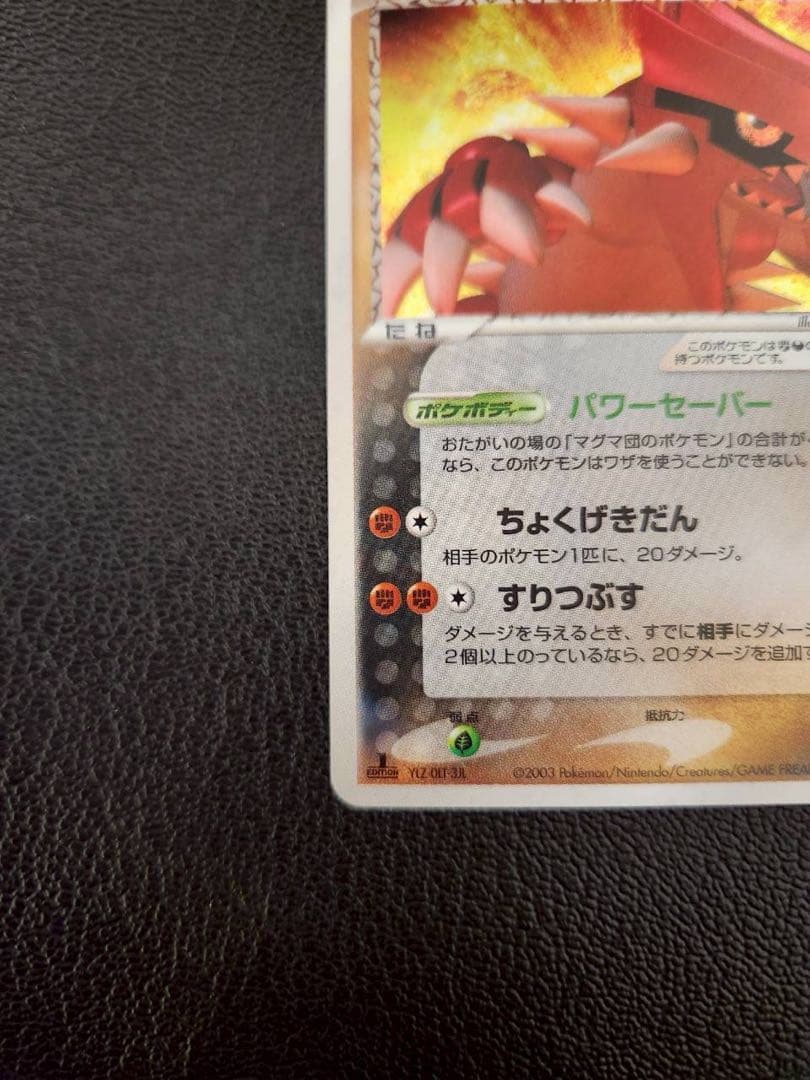 たね
このポケモンは
持つポケモンです。
ポケボディー パワーセーバー
おたがいの場の「マグマ団のポケモン」の合計が
なら、このポケモンはワザを使うことができない。
ちょくげきだん
相手のポケモン1匹に、20ダメージ。
すりつぶす
ダメージを与えるとき、すでに相手にダメージ
2個以上のっているなら、20ダメージを追加す
弱点 抵抗力
1 EDITION YLZ 0LT-3JL ©2003 Pokémon/Nintendo/Creatures/GAME FREAK